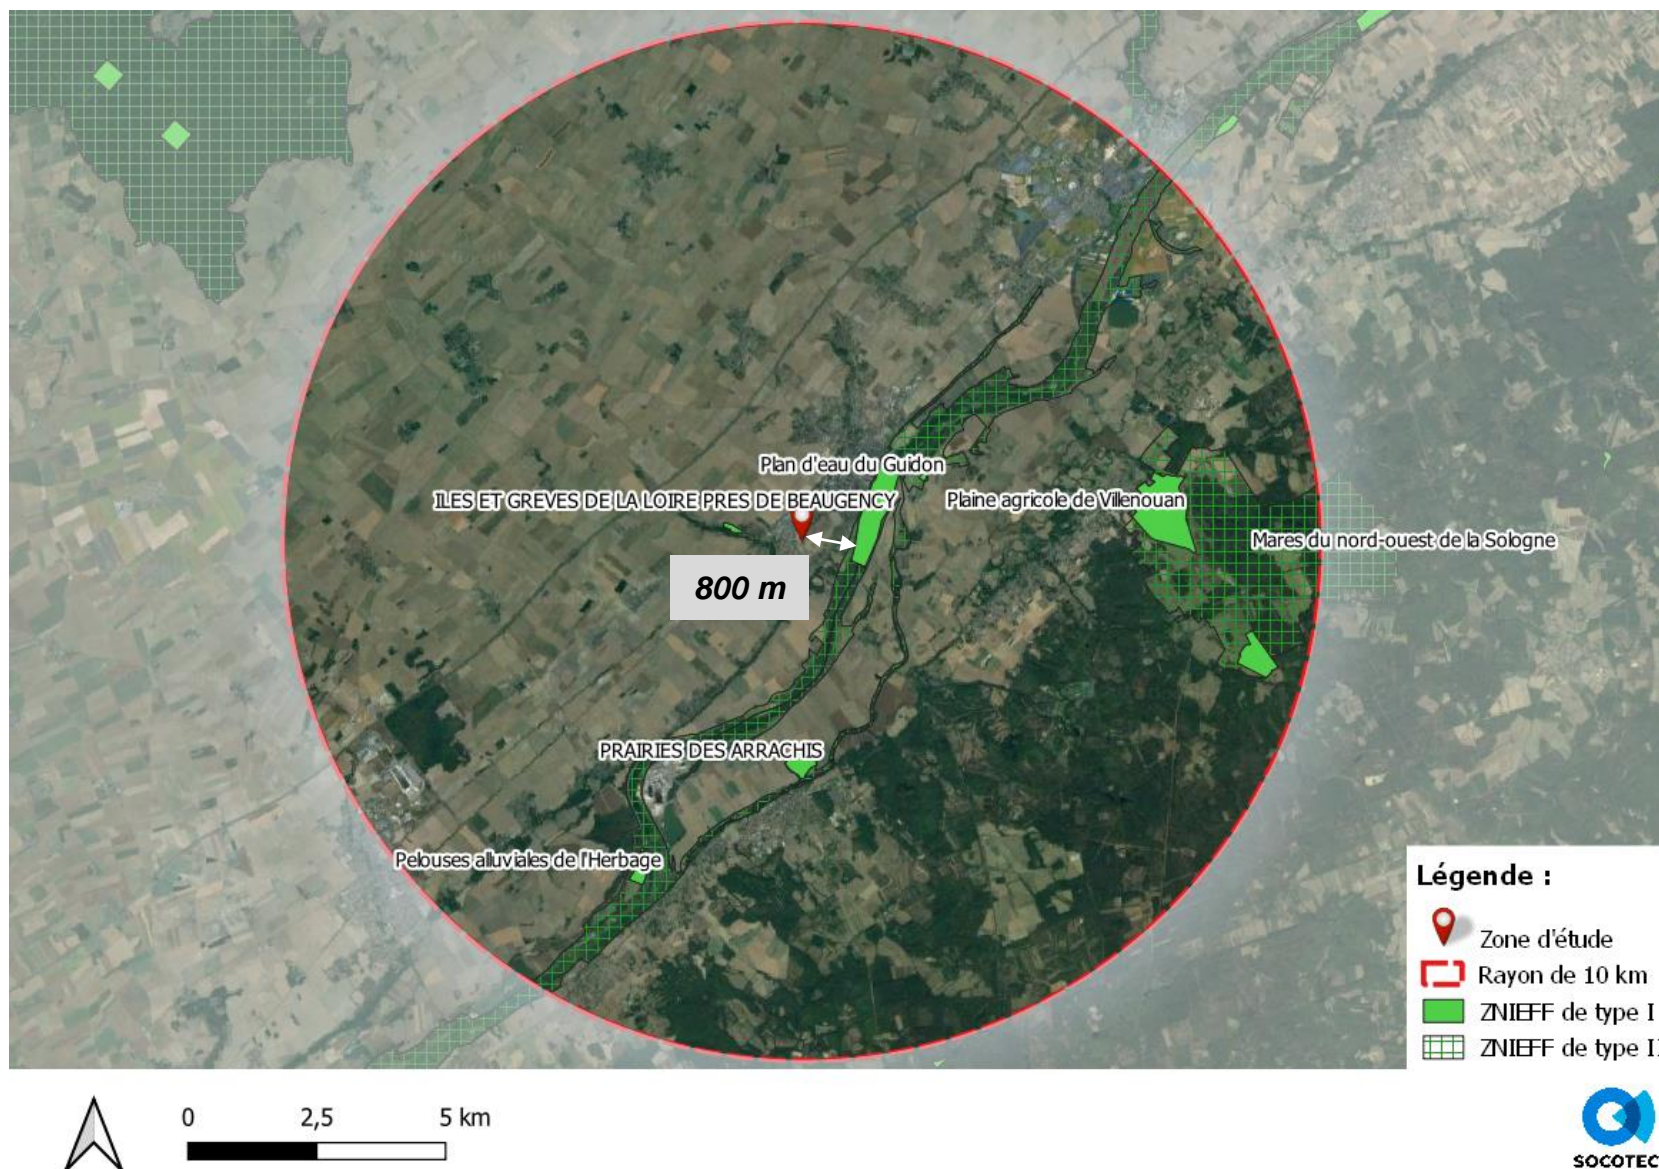 Plan d'eau du Guidon
ILES ET GREVES DE LA LOIRE PRES DE BEAUGENCY
Plaine agricole de Villenouan
Mares du nord-ouest de la Sologne
800 m
PRAIRIES DES ARRACHIS
Pelouses alluviales de l'Herbage
Légende :
Zone d'étude
Rayon de 10 km
ZNIEFF de type I
ZNIEFF de type II
0 2,5 5 km
SOCOTEC